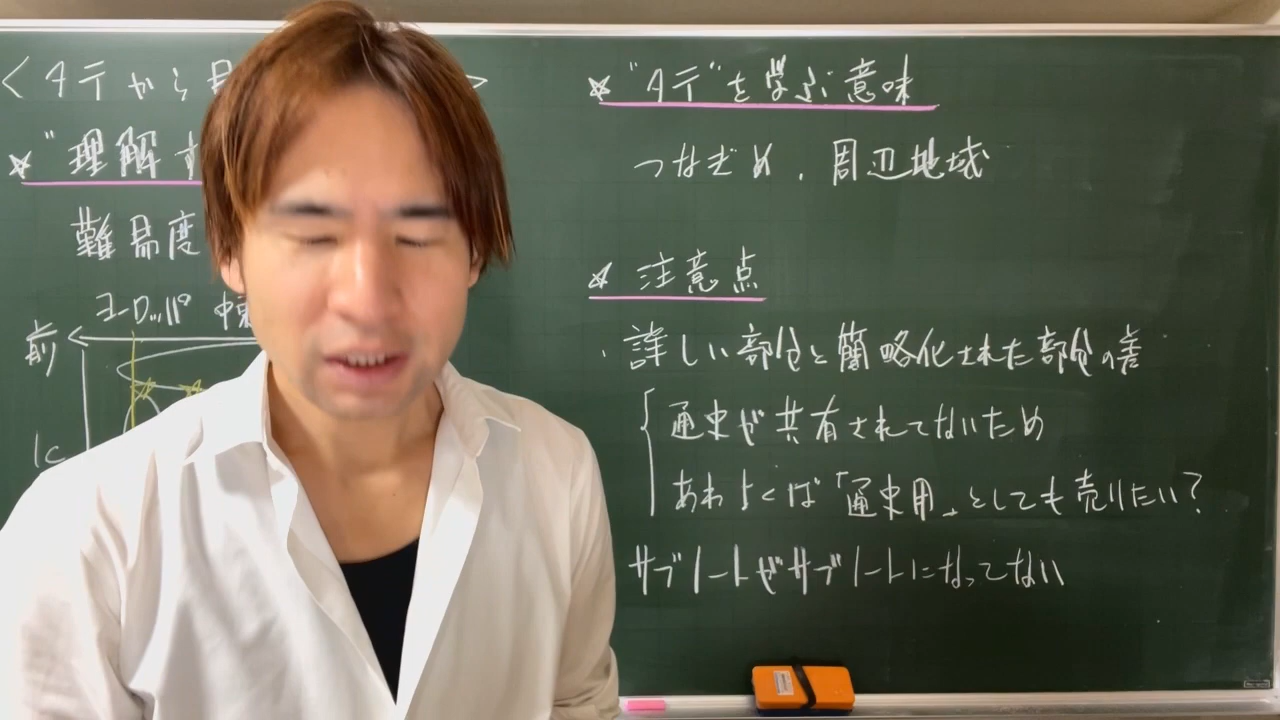 <タテから
☆"理解す
難易度
ヨーロッパ 中東
前
☆"タテ"を学ぶ意味
つなぎ目、周辺地域
☆ 注意点
・詳しい部分と簡略化された部分の差
通史が共有されてないため
あわよくば「通史用」としても売りたい?
サブノートがサブノートになってない